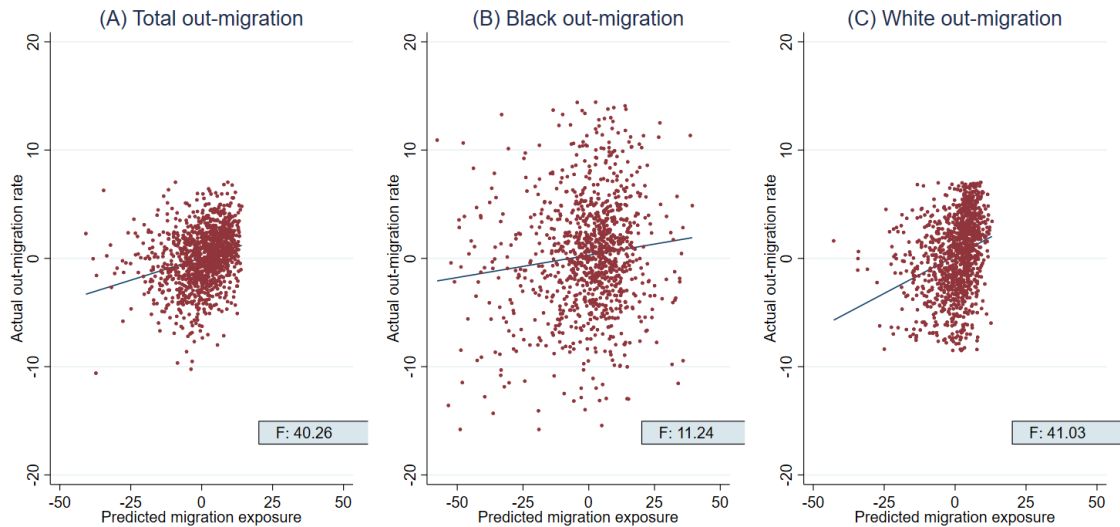 (A) Total out-migration
Actual out-migration rate
20
10
0
-10
-20
F: 40.26
-50
-25
0
25
50
Predicted migration exposure
(B) Black out-migration
Actual out-migration rate
20
10
0
-10
-20
F: 11.24
-50
-25
0
25
50
Predicted migration exposure
(C) White out-migration
Actual out-migration rate
20
10
0
-10
-20
F: 41.03
-50
-25
0
25
50
Predicted migration exposure